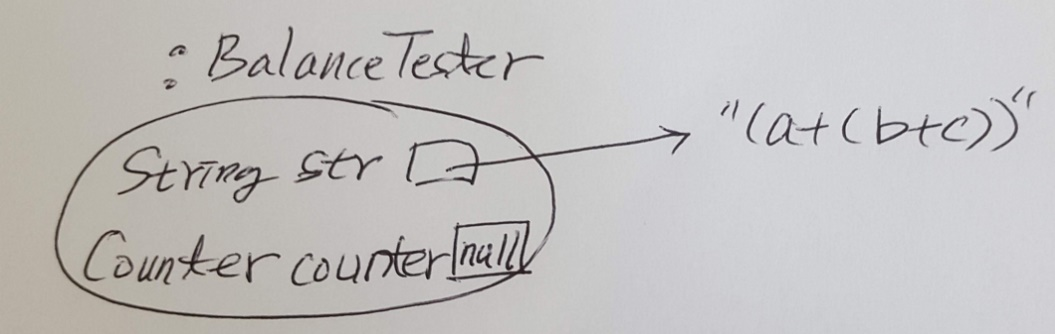 : BalanceTester
String str
"(a+(b+c))"
Counter counter null